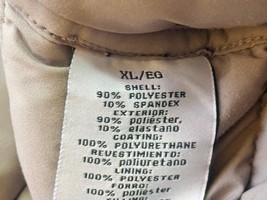 XL/EG
SHELL:
90% POLYESTER
10% SPANDEX
EXTERIOR:
90% poliéster,
10% elastano
COATING:
100% POLYURETHANE
REVESTIMIENTO:
100% poliuretano
LINING:
100% POLYESTER
FORRO:
100% poliéster